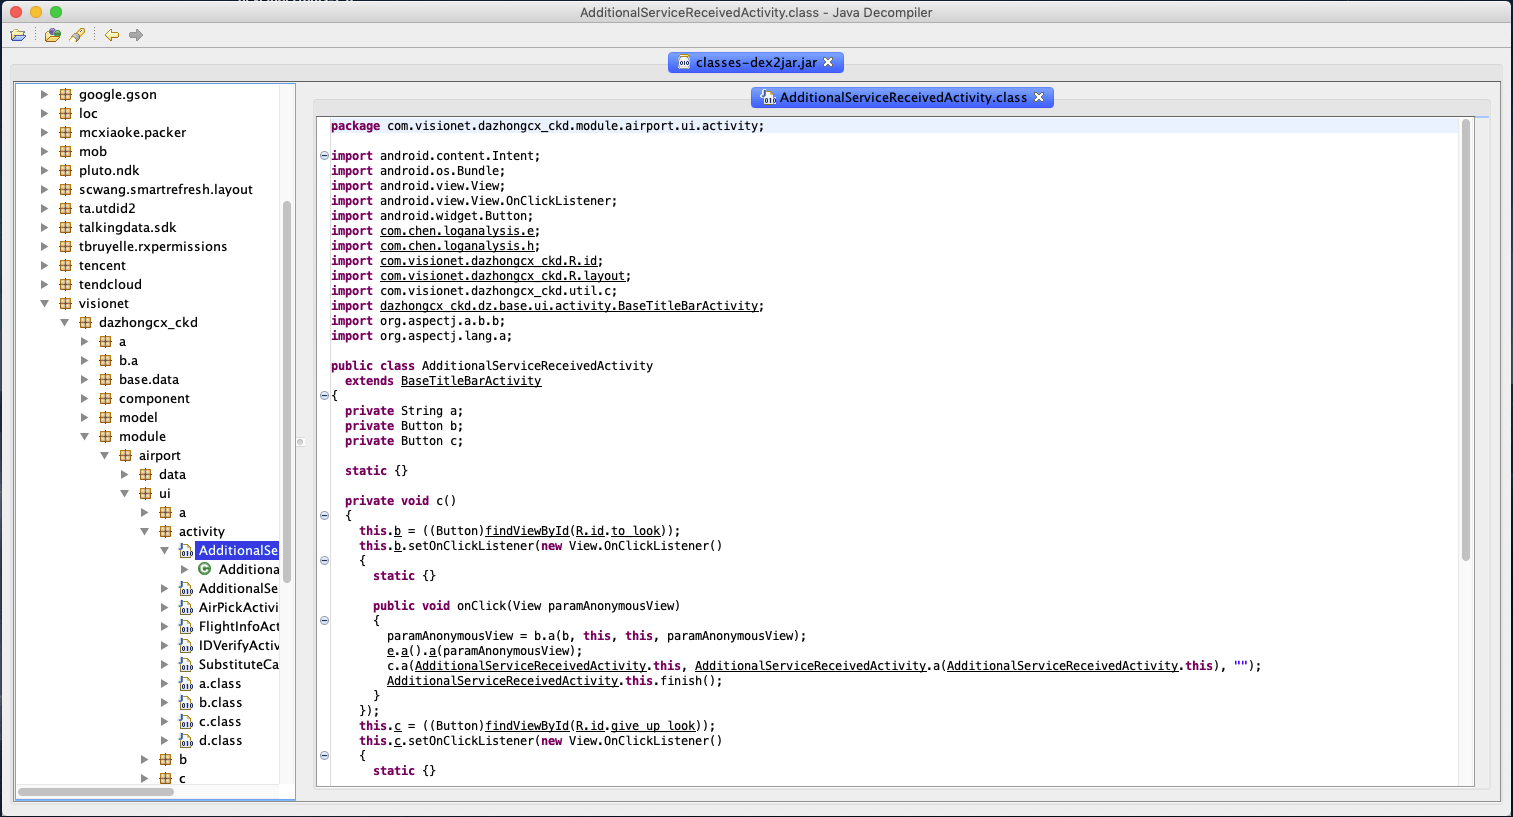 AdditionalServiceReceivedActivity.class - Java Decompiler
classes-dex2jar.jar
google.gson
loc
mcxiaoke.packer
mob
pluto.ndk
scwang.smartrefresh.layout
ta.utdid2
talkingdata.sdk
tbruyelle.rxpermissions
tencent
tendcloud
visionet
dazhongcx_ckd
a
b.a
base.data
component
model
module
airport
data
ui
a
activity
AdditionalSe
Additiona
AdditionalSe
AirPickActivi
FlightInfoAct
IDVerifyActiv
SubstituteCa
a.class
b.class
c.class
d.class
b
c
AdditionalServiceReceivedActivity.class
package com.visionet.dazhongcx_ckd.module.airport.ui.activity;
import android.content.Intent;
import android.os.Bundle;
import android.view.View;
import android.view.View.OnClickListener;
import android.widget.Button;
import com.chen.loganalysis.e;
import com.chen.loganalysis.h;
import com.visionet.dazhongcx_ckd.R.id;
import com.visionet.dazhongcx_ckd.R.layout;
import com.visionet.dazhongcx_ckd.util.c;
import dazhongcx_ckd.dz.base.ui.activity.BaseTitleBarActivity;
import org.aspectj.a.b.b;
import org.aspectj.lang.a;
public class AdditionalServiceReceivedActivity
extends BaseTitleBarActivity
{
private String a;
private Button b;
private Button c;
static {}
private void c()
{
this.b = ((Button)findViewById(R.id.to_look));
this.b.setOnClickListener(new View.OnClickListener()
{
static {}
public void onClick(View paramAnonymousView)
{
paramAnonymousView = b.a(b, this, this, paramAnonymousView);
e.a().a(paramAnonymousView);
c.a(AdditionalServiceReceivedActivity.this, AdditionalServiceReceivedActivity.a(AdditionalServiceReceivedActivity.this), "");
AdditionalServiceReceivedActivity.this.finish();
}
});
this.c = ((Button)findViewById(R.id.give_up_look));
this.c.setOnClickListener(new View.OnClickListener()
{
static {}